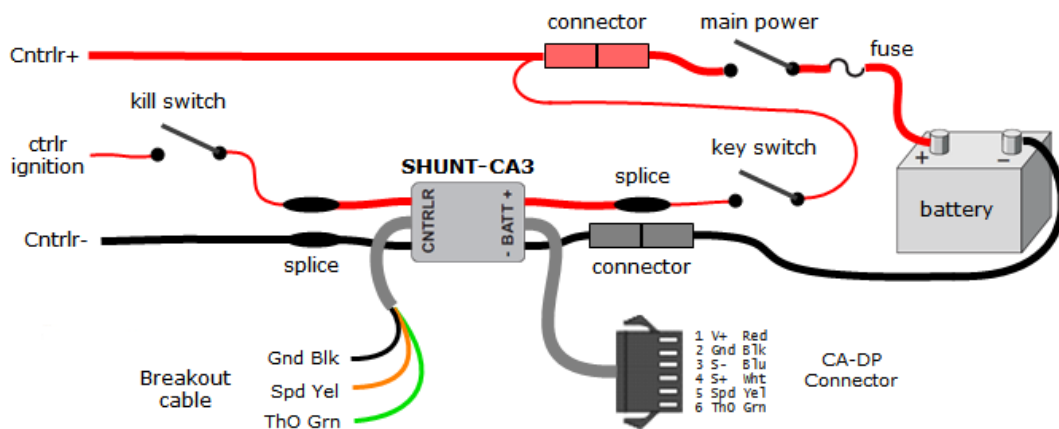 connector
main power
Cntrlr+
fuse
kill switch
ctrlr
ignition
SHUNT-CA3
splice
key switch
+ −
battery
CNTRLR
- BATT +
Cntrlr-
splice
connector
Gnd Blk
Breakout
cable
Spd Yel
ThO Grn
1 V+ Red
2 Gnd Blk
3 S- Blu
4 S+ Wht
5 Spd Yel
6 ThO Grn
CA-DP
Connector